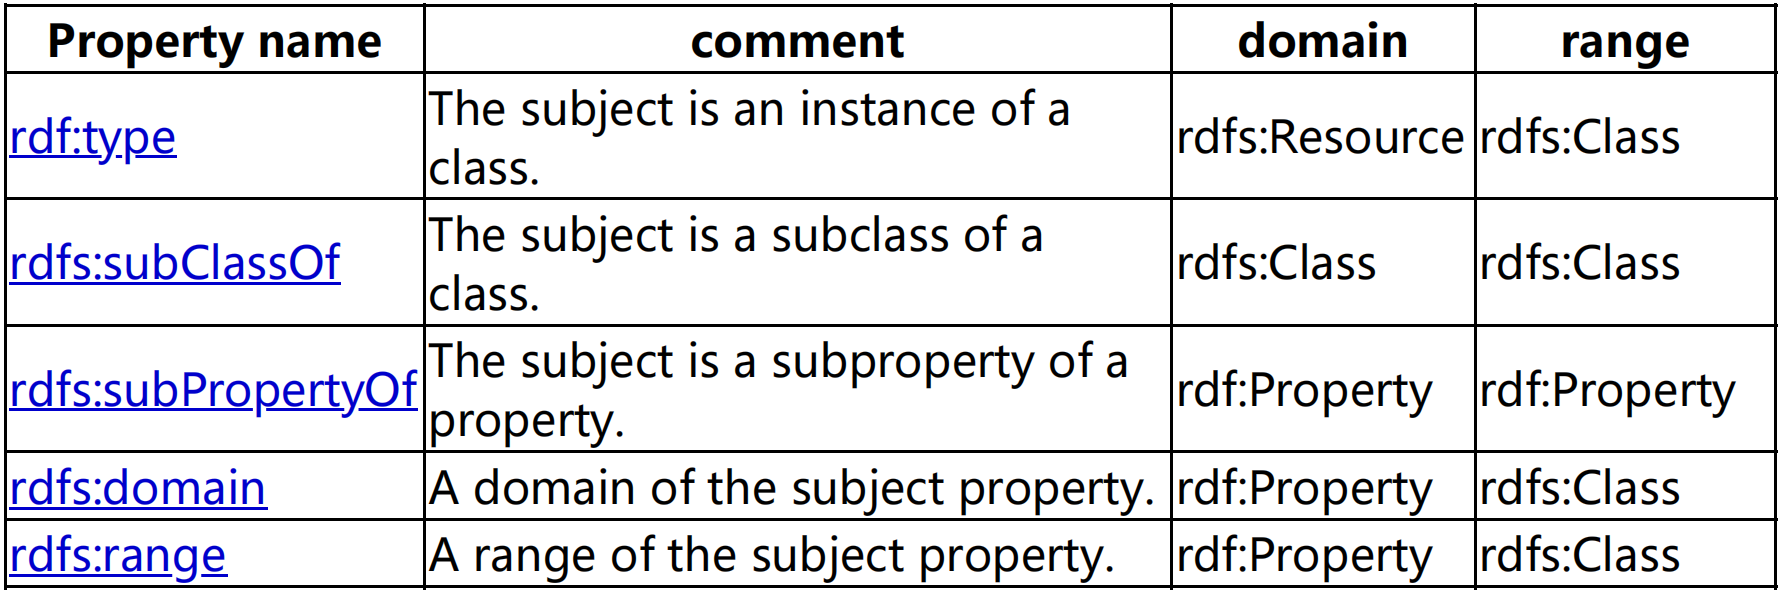 Property name comment domain range
rdf:type The subject is an instance of a class. rdfs:Resource rdfs:Class
rdfs:subClassOf The subject is a subclass of a class. rdfs:Class rdfs:Class
rdfs:subPropertyOf The subject is a subproperty of a property. rdf:Property rdf:Property
rdfs:domain A domain of the subject property. rdf:Property rdfs:Class
rdfs:range A range of the subject property. rdf:Property rdfs:Class